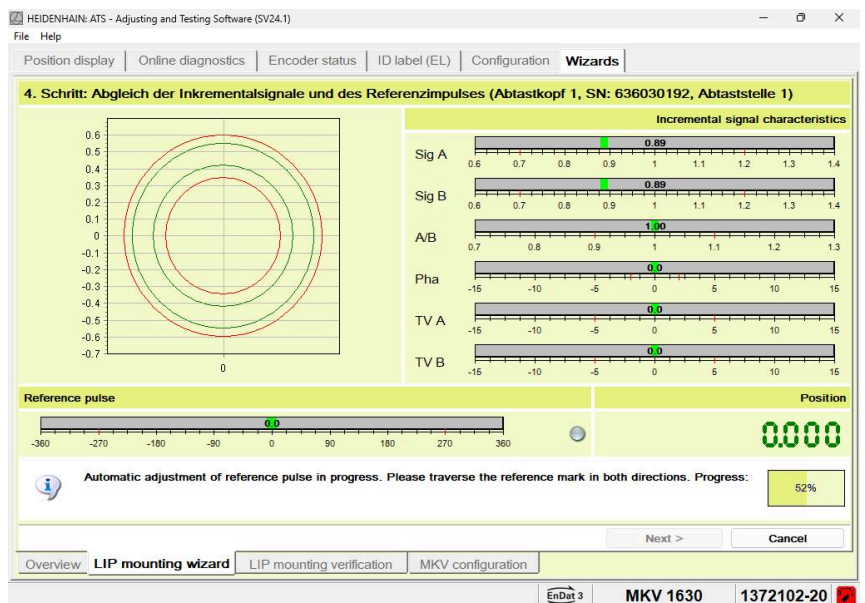 HEIDENHAIN: ATS - Adjusting and Testing Software (SV24.1)
File Help
Position display Online diagnostics Encoder status ID label (EL) Configuration Wizards
4. Schritt: Abgleich der Inkrementalsignale und des Referenzimpulses (Abtastkopf 1, SN: 636030192, Abtaststelle 1)
0.6
0.5
0.4
0.3
0.2
0.1
0
-0.1
-0.2
-0.3
-0.4
-0.5
-0.6
-0.7
0
Incremental signal characteristics
Sig A
0.89
0.6 0.7 0.8 0.9 1 1.1 1.2 1.3 1.4
Sig B
0.89
0.6 0.7 0.8 0.9 1 1.1 1.2 1.3 1.4
A/B
1.00
0.7 0.8 0.9 1 1.1 1.2 1.3
Pha
0.0
-15 -10 -5 0 5 10 15
TV A
0.0
-15 -10 -5 0 5 10 15
TV B
0.0
-15 -10 -5 0 5 10 15
Reference pulse
0.0
-360 -270 -180 -90 0 90 180 270 360
Position
0.000
Automatic adjustment of reference pulse in progress. Please traverse the reference mark in both directions. Progress: 52%
Next > Cancel
Overview LIP mounting wizard LIP mounting verification MKV configuration
EnDat 3 MKV 1630 1372102-20